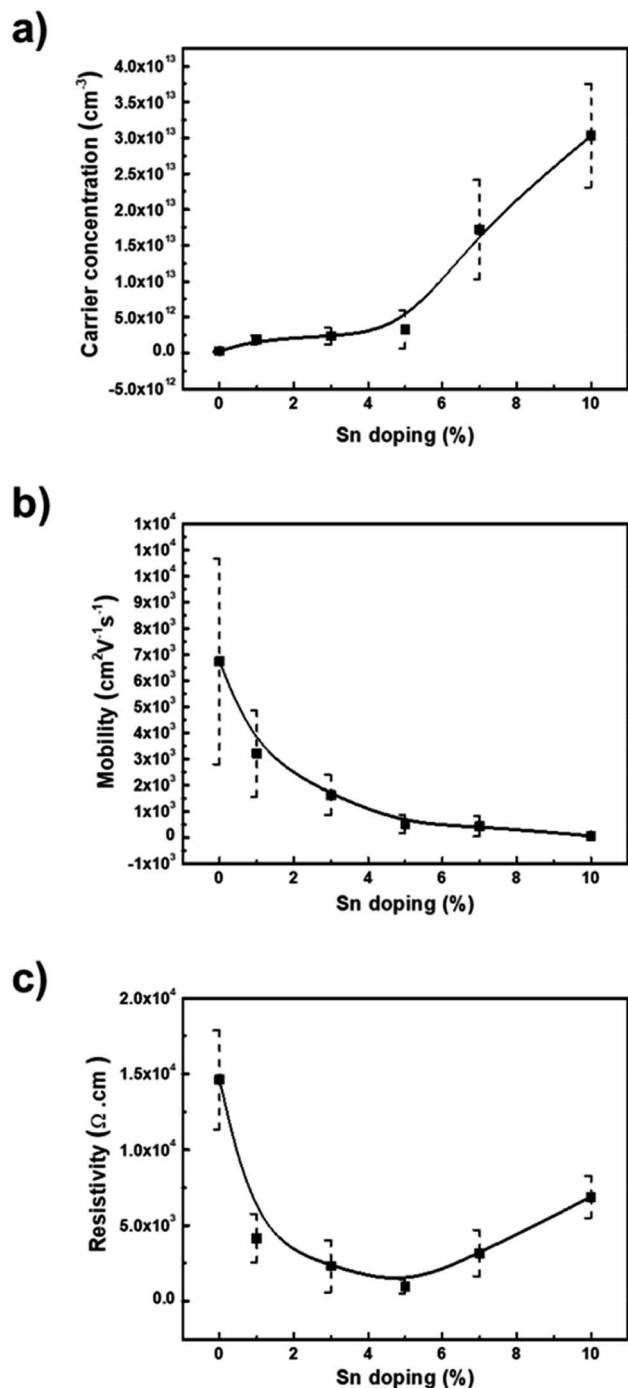 a)
Carrier concentration (cm⁻³)
4.0x10¹³
3.5x10¹³
3.0x10¹³
2.5x10¹³
2.0x10¹³
1.5x10¹³
1.0x10¹³
5.0x10¹²
0.0
-5.0x10¹²
0 2 4 6 8 10
Sn doping (%)
b)
Mobility (cm²V⁻¹s⁻¹)
1x10⁴
1x10⁴
9x10³
8x10³
7x10³
6x10³
5x10³
4x10³
3x10³
2x10³
1x10³
0
-1x10³
0 2 4 6 8 10
Sn doping (%)
c)
Resistivity (Ω .cm )
2.0x10⁴
1.5x10⁴
1.0x10⁴
5.0x10³
0.0
0 2 4 6 8 10
Sn doping (%)